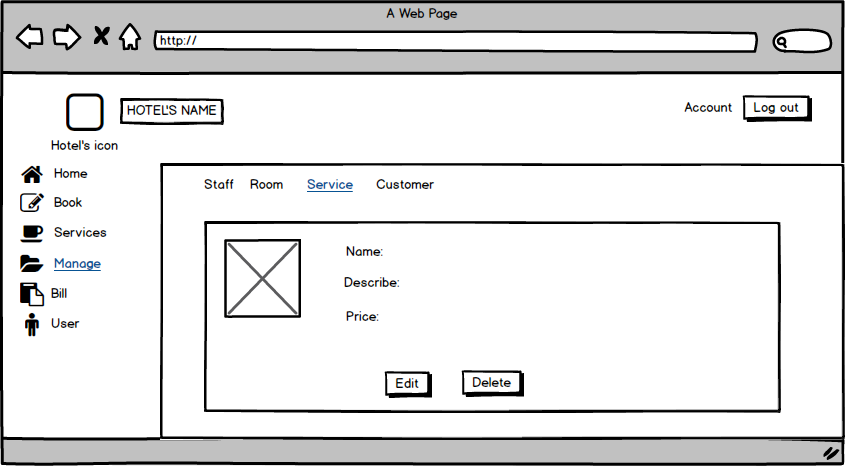 A Web Page
http://
HOTEL'S NAME
Account
Log out
Hotel's icon
Home
Book
Services
Manage
Bill
User
Staff
Room
Service
Customer
Name:
Describe:
Price:
Edit
Delete